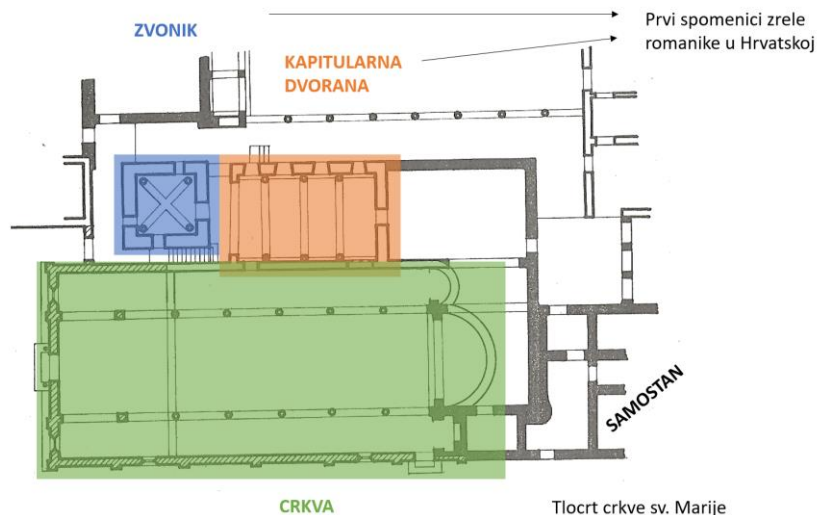 ZVONIK
Prvi spomenici zrele
romanike u Hrvatskoj
KAPITULARNA
DVORANA
SAMOSTAN
CRKVA
Tlocrt crkve sv. Marije